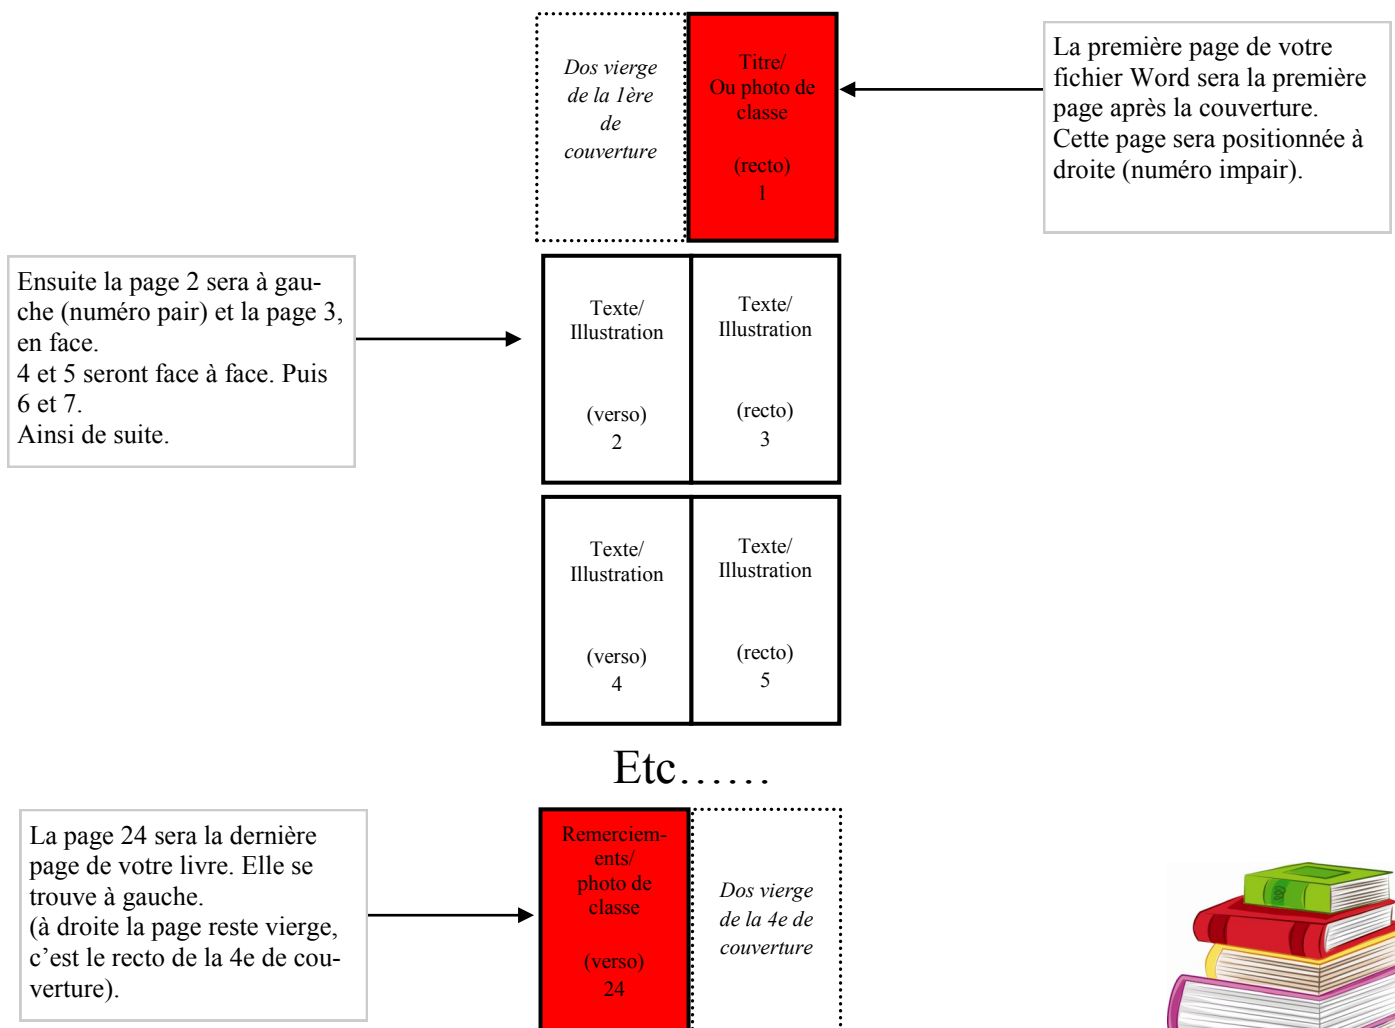 Dos vierge
de la 1ère
de
couverture
Titre/
Ou photo de
classe
(recto)
1
La première page de votre
fichier Word sera la première
page après la couverture.
Cette page sera positionnée à
droite (numéro impair).
Ensuite la page 2 sera à gau-
che (numéro pair) et la page 3,
en face.
4 et 5 seront face à face. Puis
6 et 7.
Ainsi de suite.
Texte/
Illustration
(verso)
2
Texte/
Illustration
(recto)
3
Texte/
Illustration
(verso)
4
Texte/
Illustration
(recto)
5
Etc……
La page 24 sera la dernière
page de votre livre. Elle se
trouve à gauche.
(à droite la page reste vierge,
c’est le recto de la 4e de cou-
verture).
Remerciem-
ents/
photo de
classe
(verso)
24
Dos vierge
de la 4e de
couverture